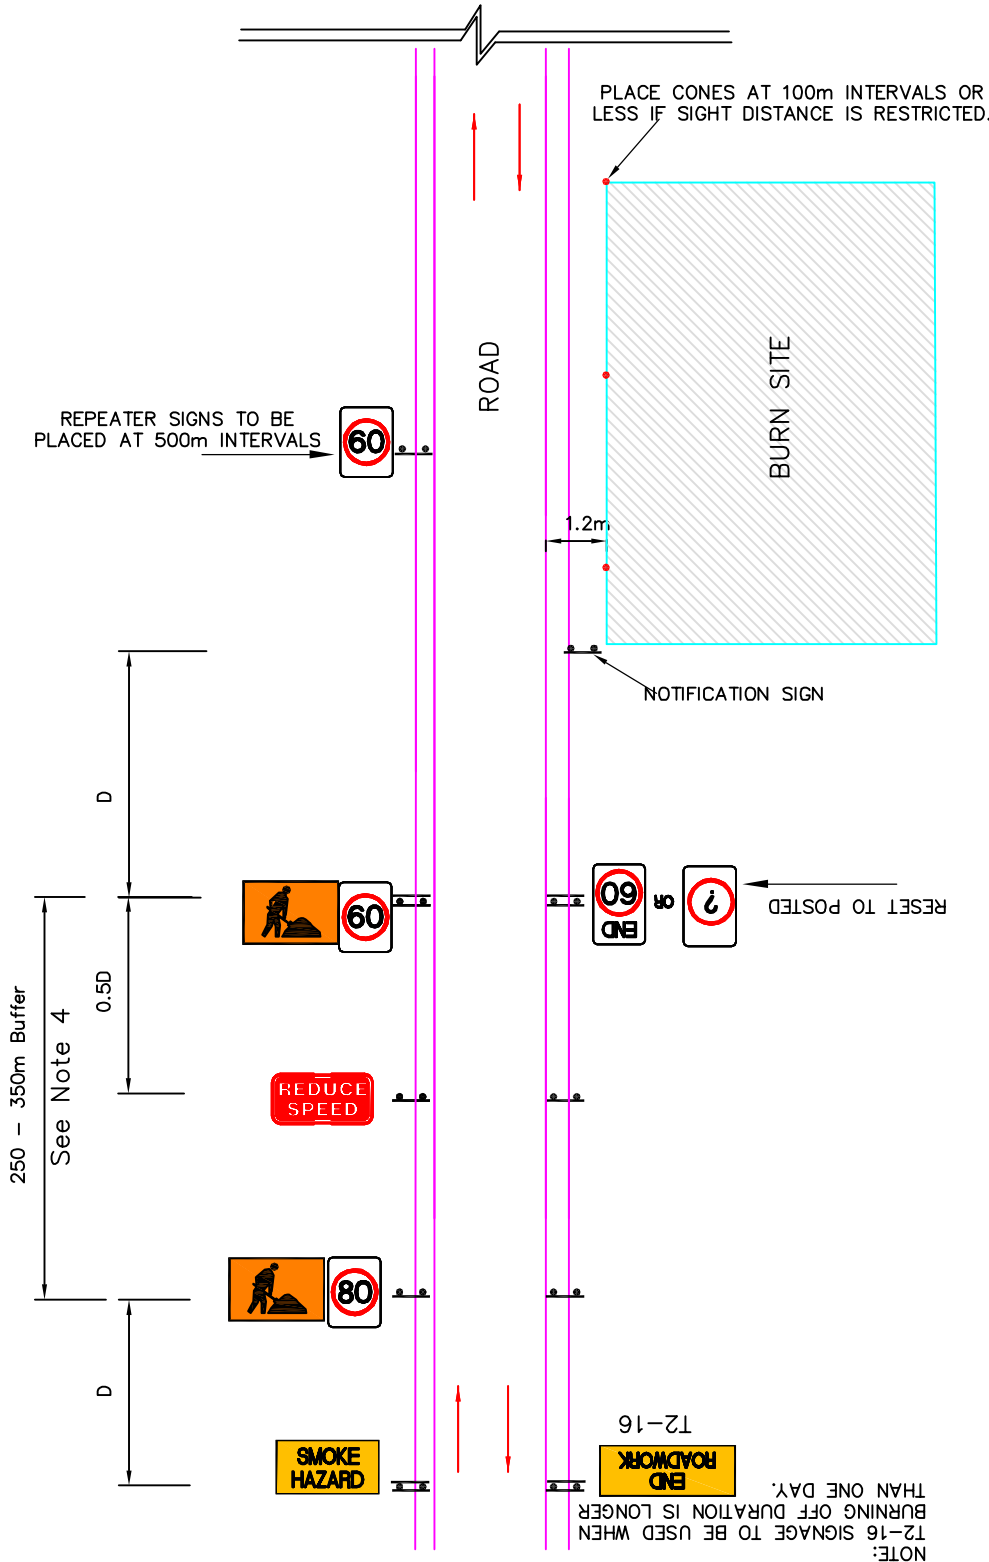 PLACE CONES AT 100m INTERVALS OR
LESS IF SIGHT DISTANCE IS RESTRICTED.
ROAD
BURN SITE
REPEATER SIGNS TO BE
PLACED AT 500m INTERVALS
60
1.2m
NOTIFICATION SIGN
D
60
END
60
OR
?
RESET TO POSTED
0.5D
250 - 350m Buffer
See Note 4
REDUCE
SPEED
80
D
SMOKE
HAZARD
T2-16
END
ROADWORK
NOTE:
T2-16 SIGNAGE TO BE USED WHEN
BURNING OFF DURATION IS LONGER
THAN ONE DAY.